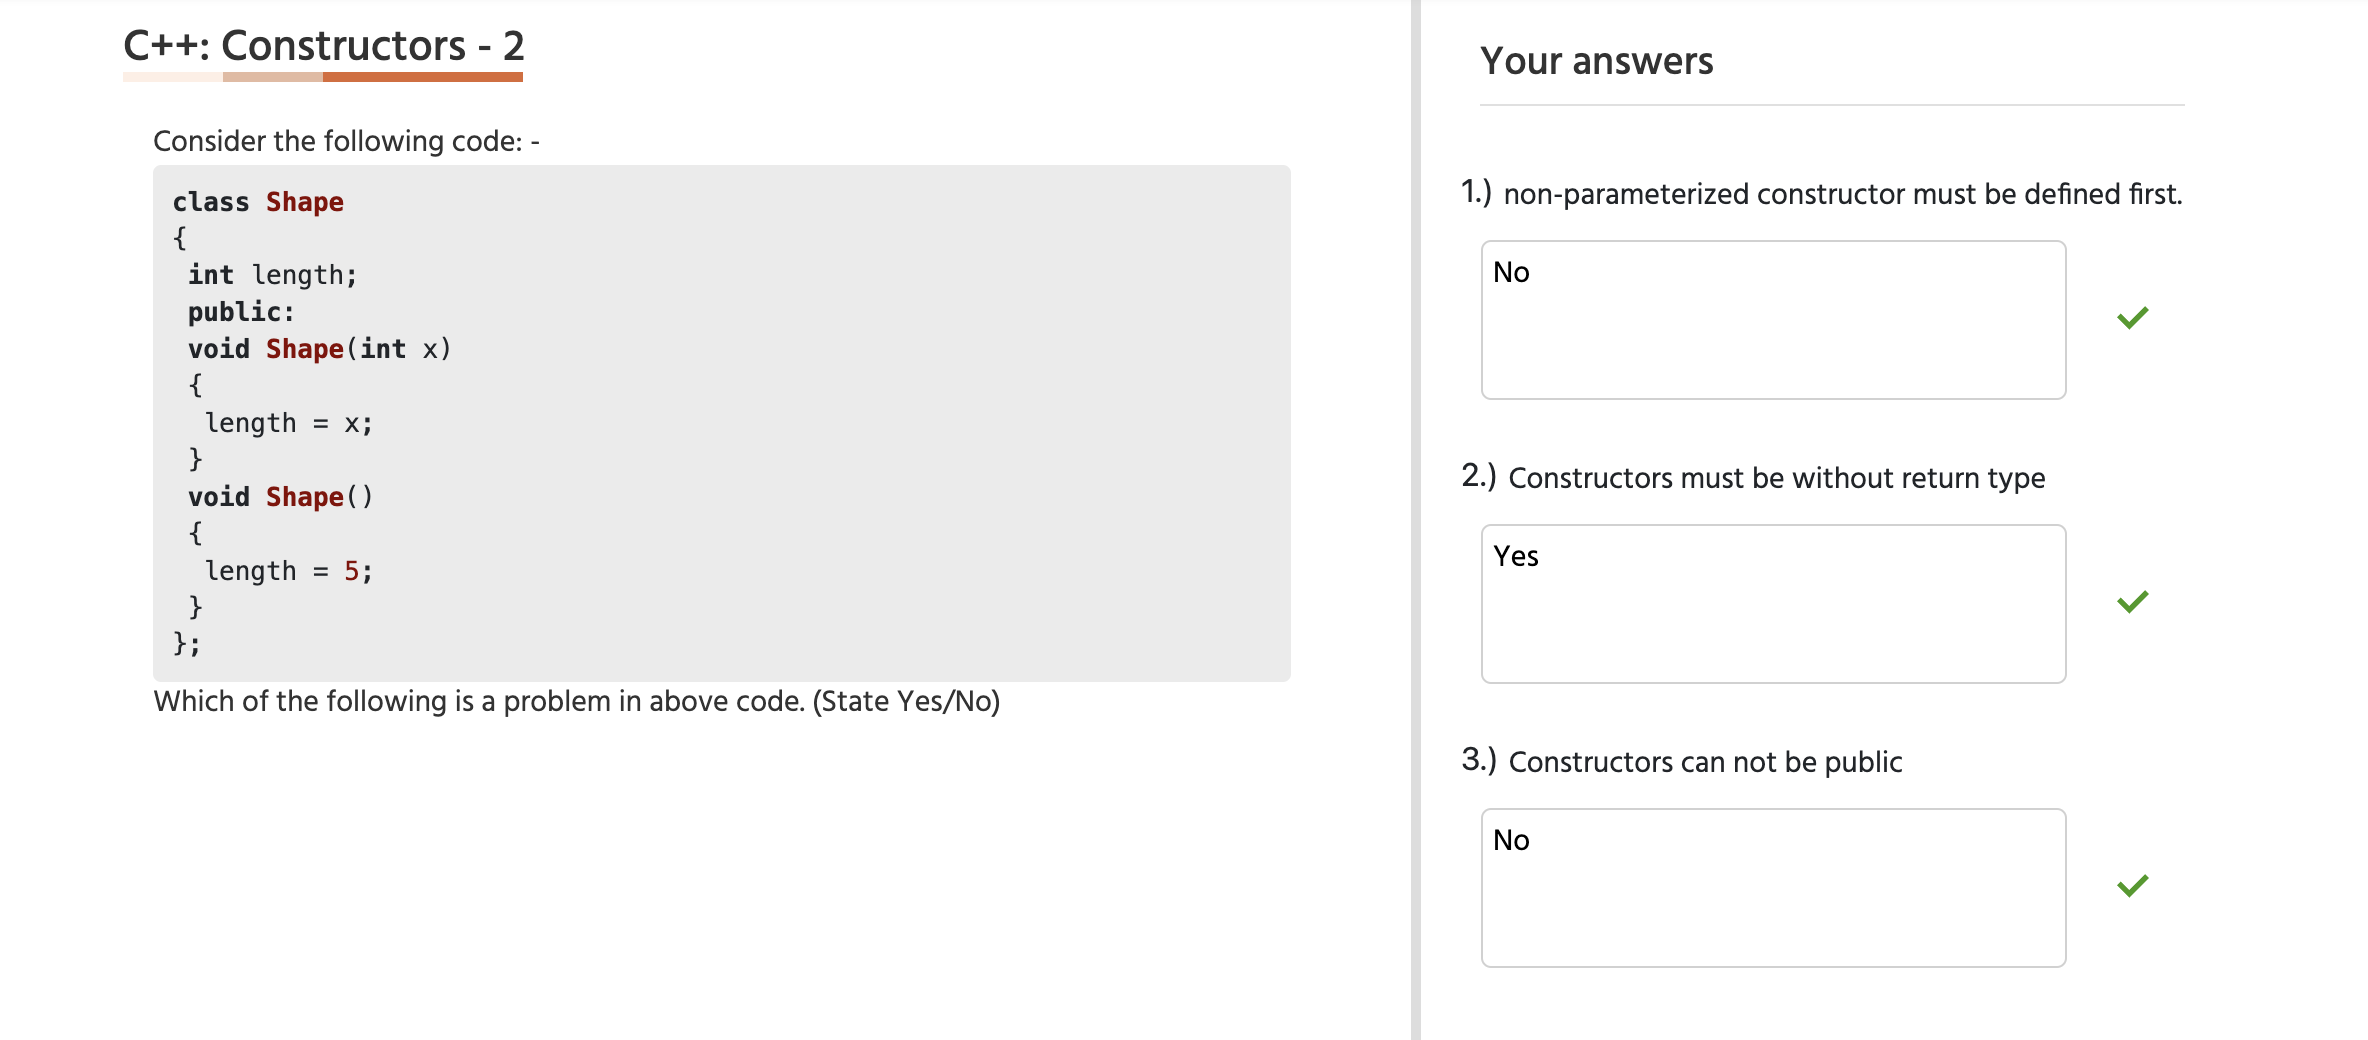 C++: Constructors - 2
Consider the following code: -
class Shape
{
 int length;
 public:
 void Shape(int x)
 {
  length = x;
 }
 void Shape()
 {
  length = 5;
 }
};
Which of the following is a problem in above code. (State Yes/No)
Your answers
1.) non-parameterized constructor must be defined first.
No
2.) Constructors must be without return type
Yes
3.) Constructors can not be public
No